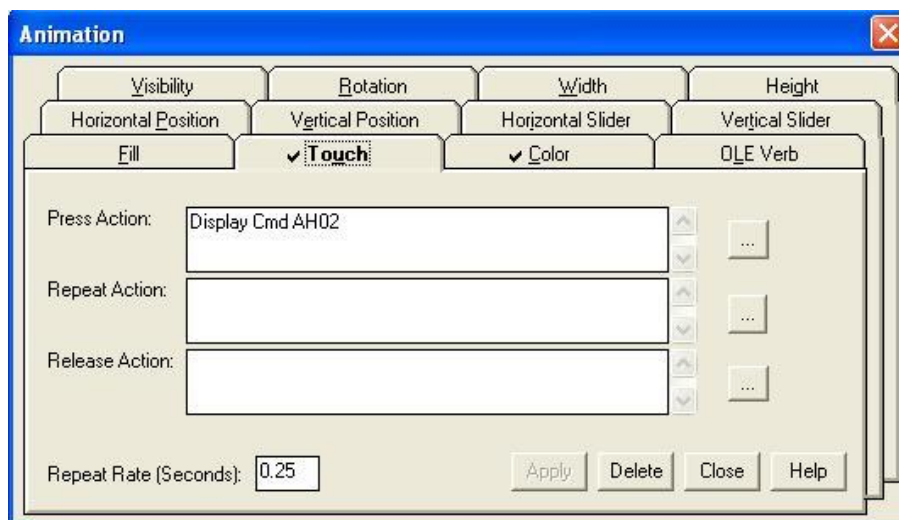 Animation
Visibility Rotation Width Height
Horizontal Position Vertical Position Horizontal Slider Vertical Slider
Fill ✔ Touch ✔ Color OLE Verb
Press Action: Display Cmd AH02 ...
Repeat Action: ...
Release Action: ...
Repeat Rate (Seconds): 0.25 Apply Delete Close Help